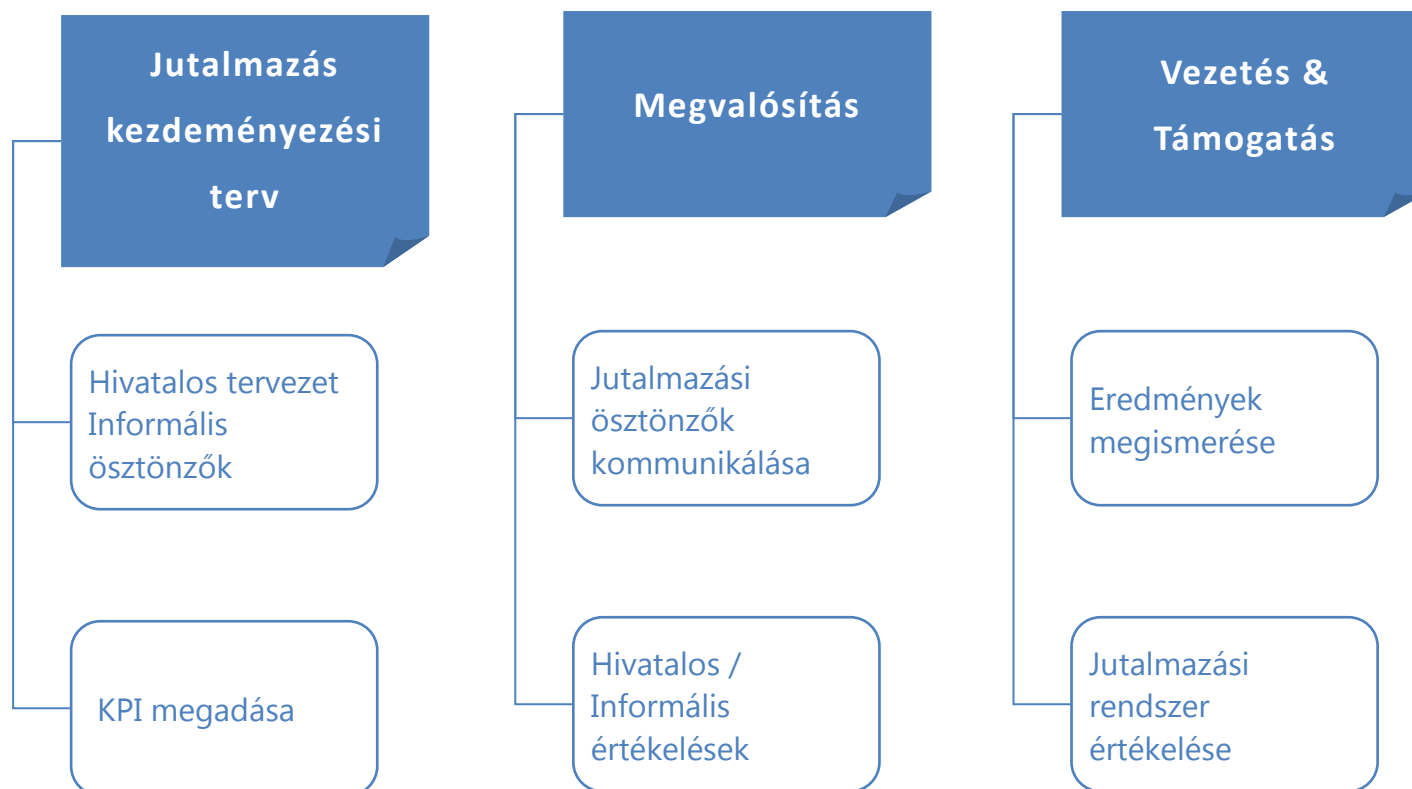 Jutalmazás
kezdeményezési
terv
Hivatalos tervezet
Informális
ösztönzők
KPI megadása
Megvalósítás
Jutalmazási
ösztönzők
kommunikálása
Hivatalos /
Informális
értékelések
Vezetés &
Támogatás
Eredmények
megismerése
Jutalmazási
rendszer
értékelése